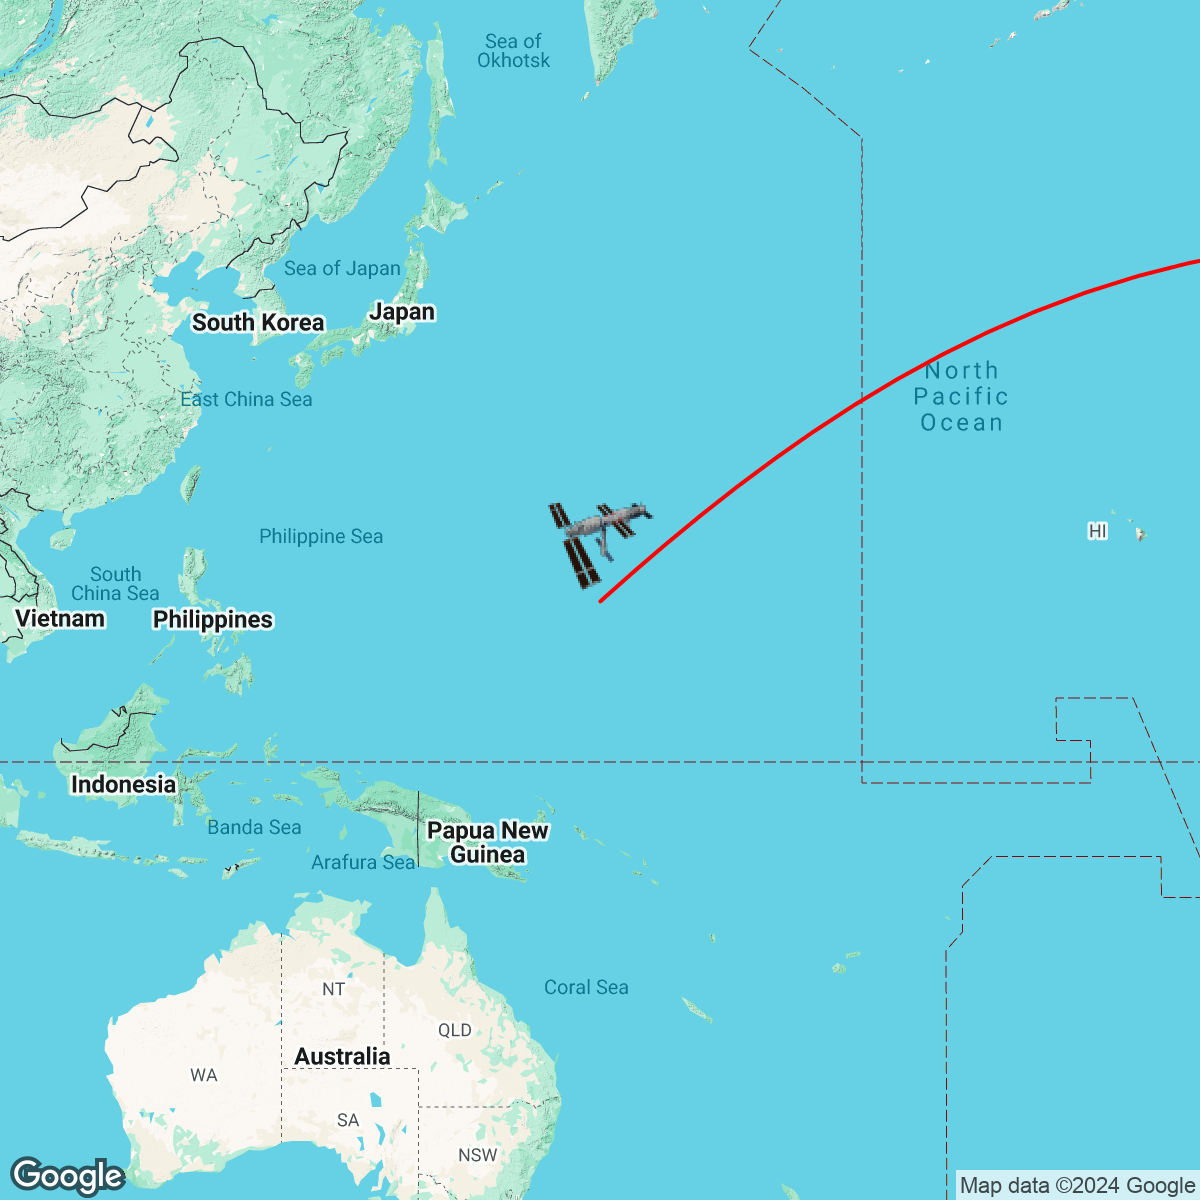 Sea of
Okhotsk
Sea of Japan
Japan
South Korea
East China Sea
North
Pacific
Ocean
Philippine Sea
HI
South
China Sea
Vietnam
Philippines
Indonesia
Banda Sea
Papua New
Guinea
Arafura Sea
Coral Sea
NT
QLD
Australia
WA
SA
NSW
Google
Map data ©2024 Google